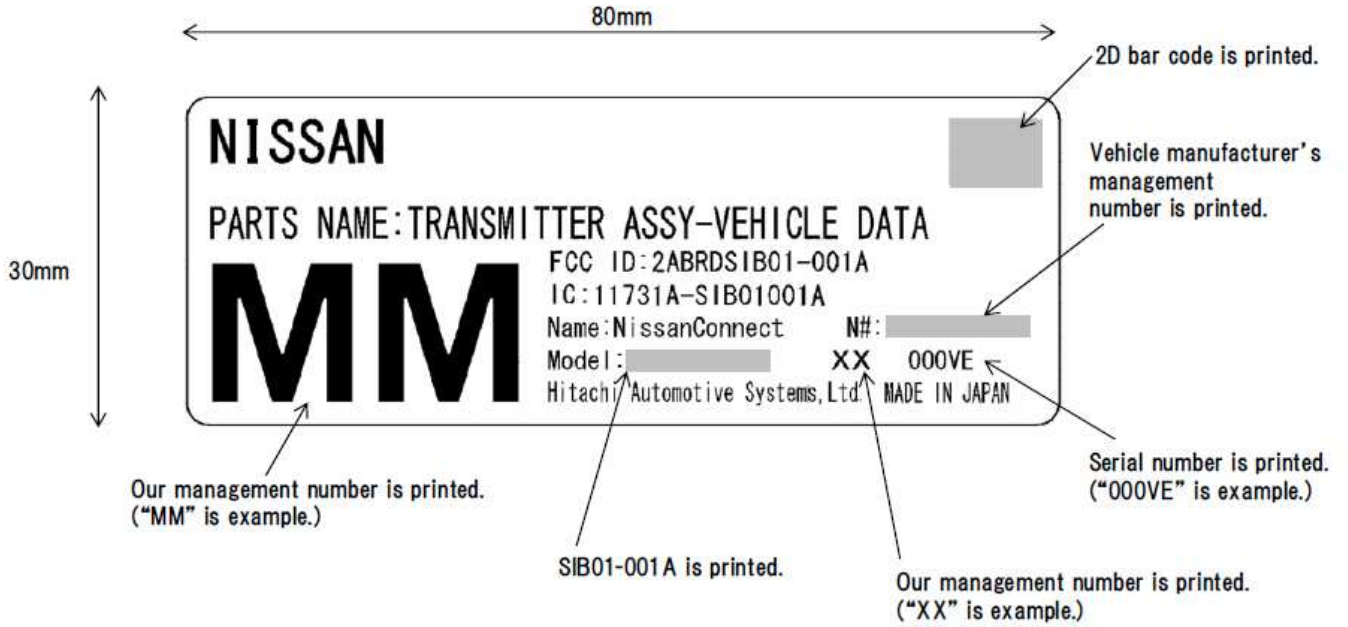 80mm
2D bar code is printed.
NISSAN
Vehicle manufacturer's
management
number is printed.
PARTS NAME:TRANSMITTER ASSY-VEHICLE DATA
30mm
MM
FCC ID:2ABRDSIB01-001A
IC:11731A-SIB01001A
Name:NissanConnect N#:
Model: XX 000VE
Hitachi Automotive Systems,Ltd. MADE IN JAPAN
Our management number is printed.
("MM" is example.)
Serial number is printed.
("000VE" is example.)
SIB01-001A is printed.
Our management number is printed.
("XX" is example.)